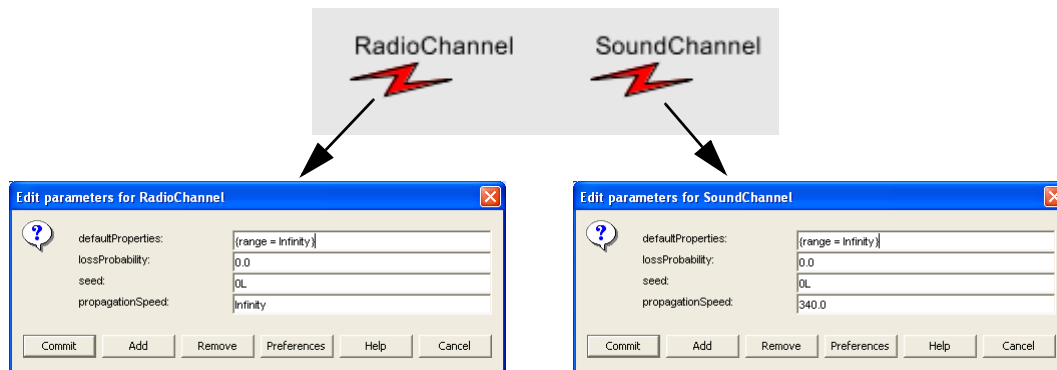 RadioChannel SoundChannel
Edit parameters for RadioChannel
?
defaultProperties: {range = Infinity}
lossProbability: 0.0
seed: 0L
propagationSpeed: Infinity
Commit Add Remove Preferences Help Cancel
Edit parameters for SoundChannel
?
defaultProperties: {range = Infinity}
lossProbability: 0.0
seed: 0L
propagationSpeed: 340.0
Commit Add Remove Preferences Help Cancel